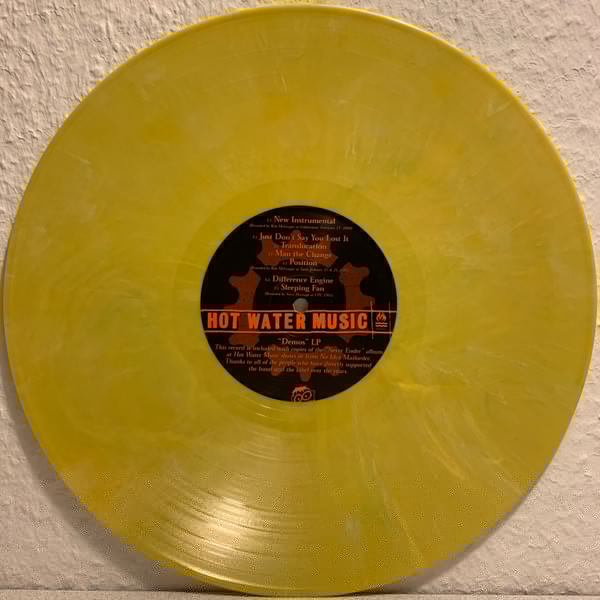 New Instrumental
Just Don't Say You Lost It
Translocation
Man the Change
Position
Difference Engine
Sleeping Fan
HOT WATER MUSIC
"Demos" LP
This record is included with copies of the "Never Ender" album
at Hot Water Music shows or from No Idea Mailorder.
Thanks to all of the people who have directly supported
the band and the label over the years.